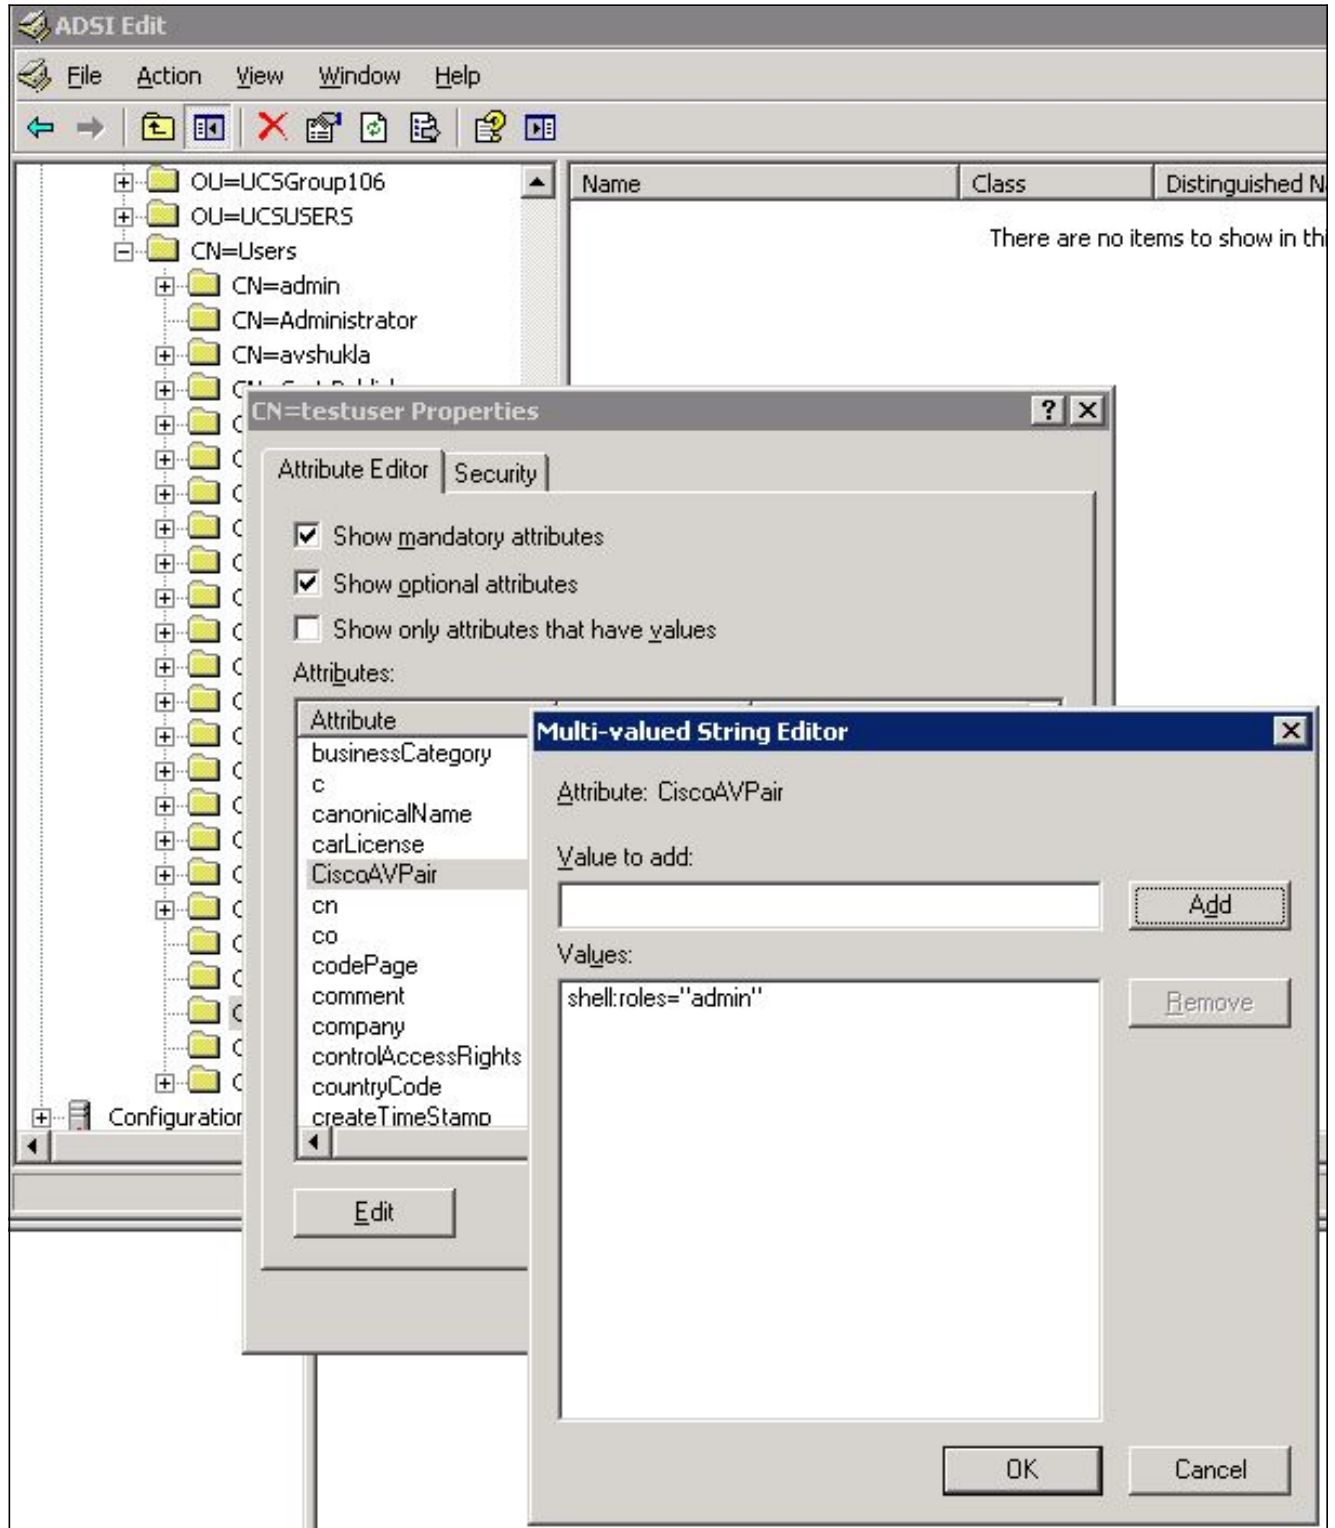 ADSI Edit
File Action View Window Help
OU=UCSGroup106
OU=UCSUSERS
CN=Users
CN=admin
CN=Administrator
CN=avshukla
Configuration
Name Class Distinguished N
There are no items to show in thi
CN=testuser Properties
Attribute Editor Security
Show mandatory attributes
Show optional attributes
Show only attributes that have values
Attributes:
Attribute
businessCategory
c
canonicalName
carLicense
CiscoAVPair
cn
co
codePage
comment
company
controlAccessRights
countryCode
createTimeStamp
Edit
Multi-valued String Editor
Attribute: CiscoAVPair
Value to add:
Add
Values:
shell:roles="admin"
Remove
OK Cancel